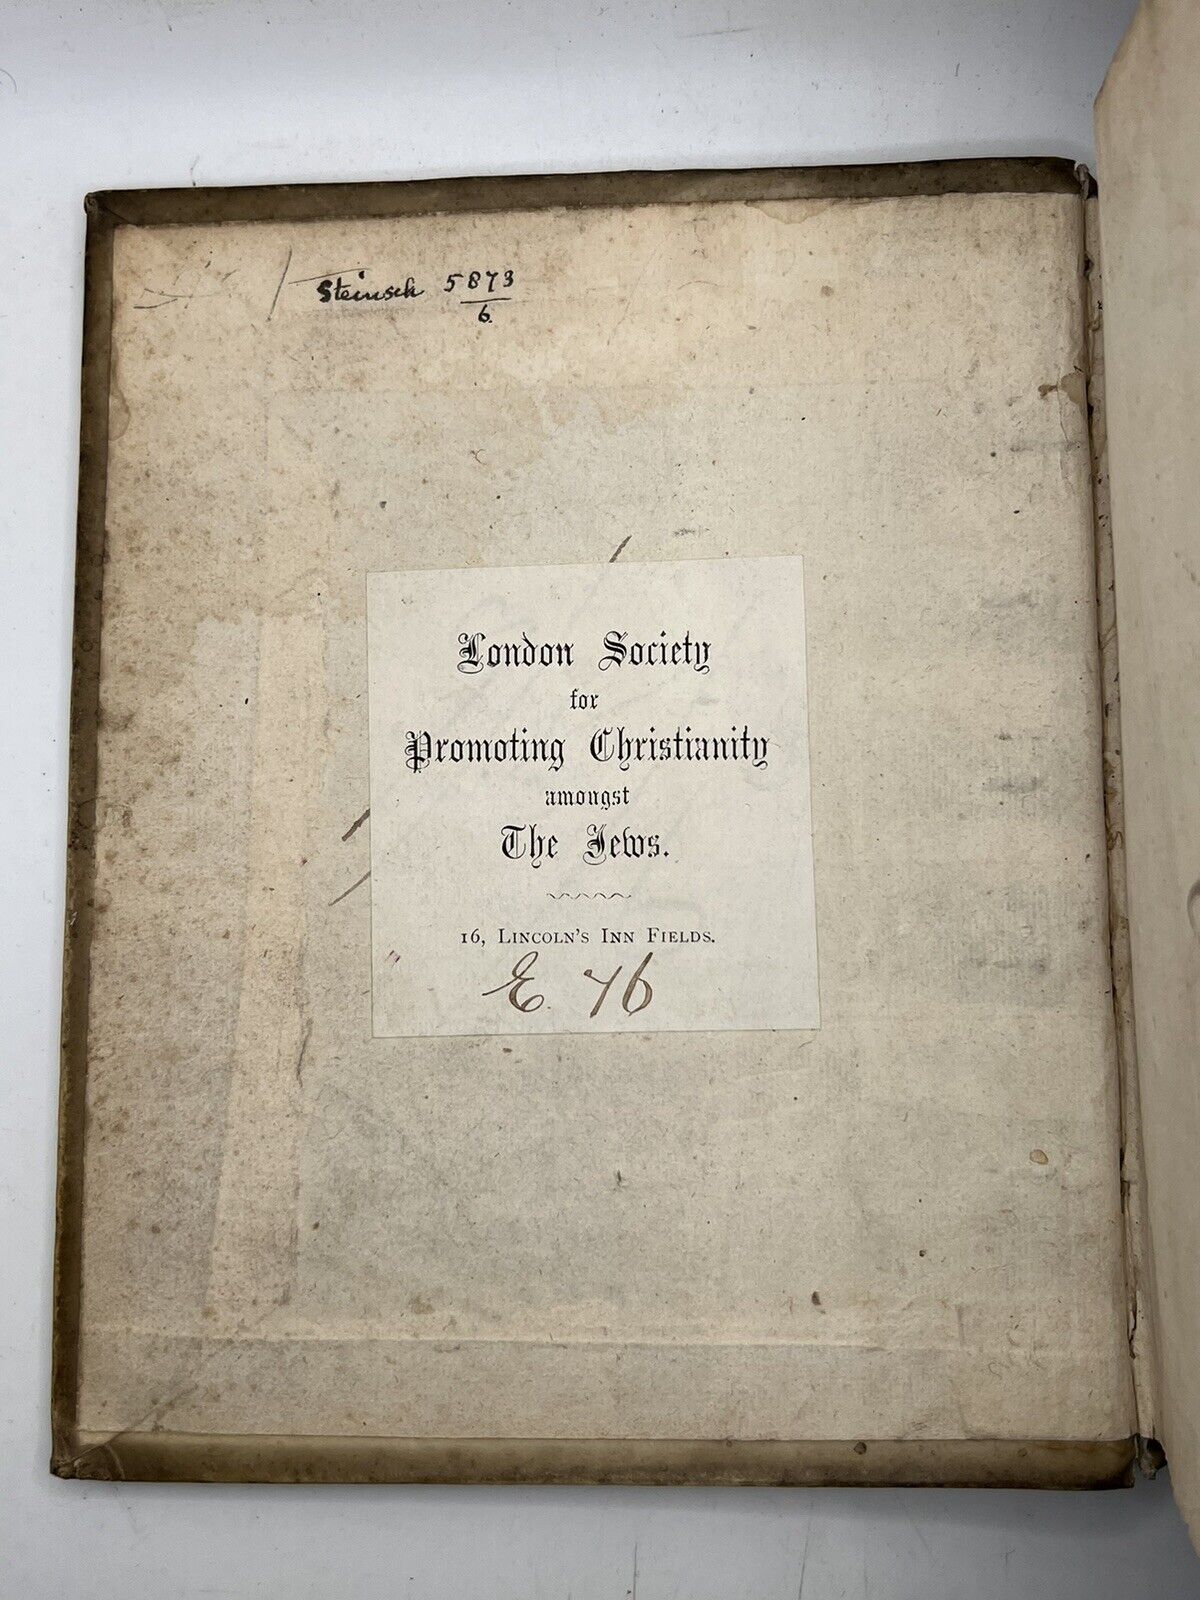 Steinsch 5873
6.
London Society
for
Promoting Christianity
amongst
The Jews.
16, LINCOLN'S INN FIELDS.
E. 76